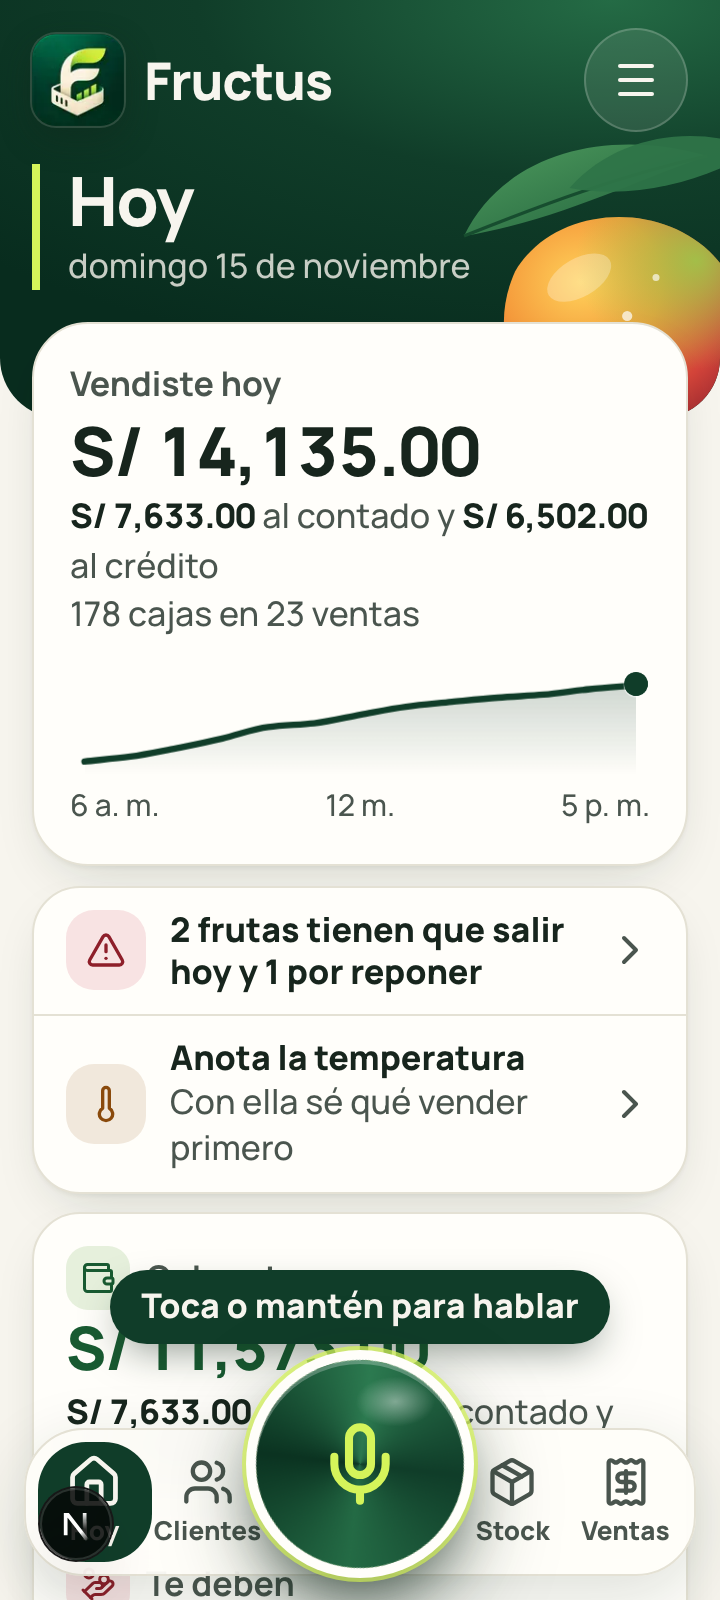 Fructus
Hoy
domingo 15 de noviembre
Vendiste hoy
S/ 14,135.00
S/ 7,633.00 al contado y S/ 6,502.00
al crédito
178 cajas en 23 ventas
6 a. m. 12 m. 5 p. m.
2 frutas tienen que salir
hoy y 1 por reponer
Anota la temperatura
Con ella sé qué vender
primero
Toca o mantén para hablar
S/
S/ 7,633.00 contado y
N
Clientes
Stock
Ventas
Te deben